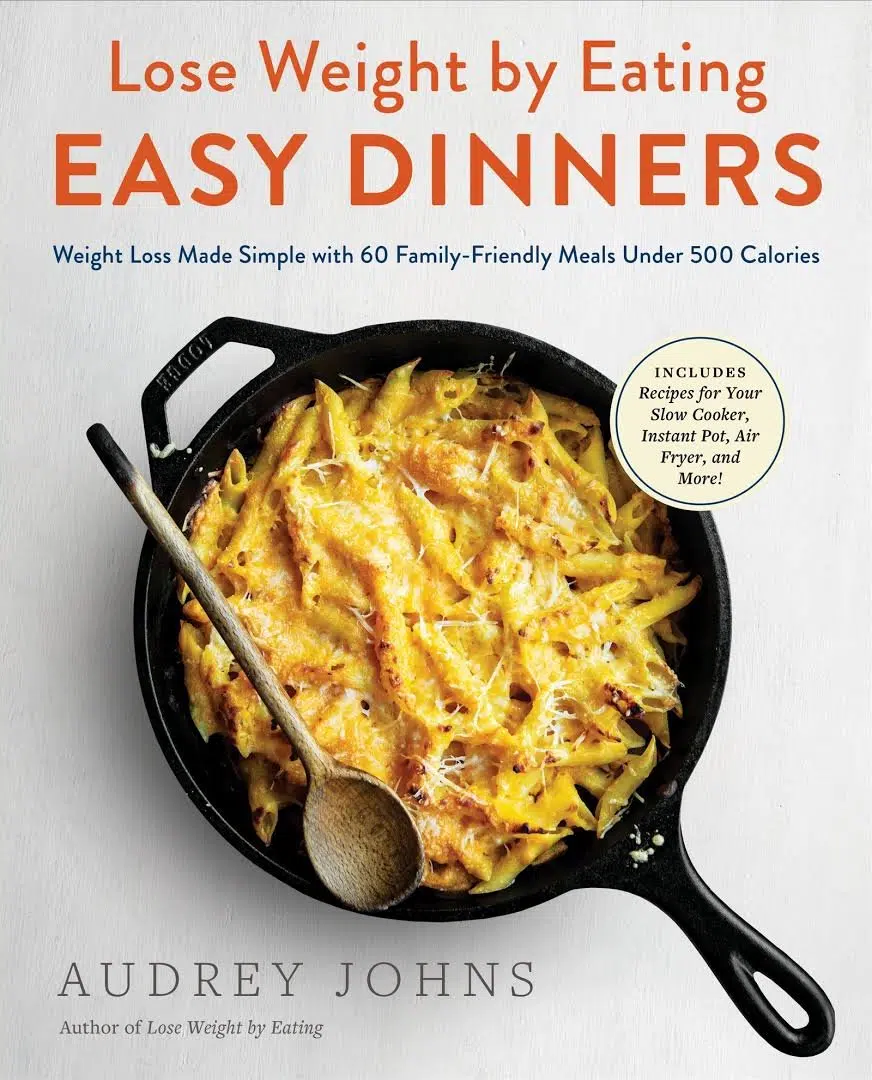 Lose Weight by Eating
EASY DINNERS
Weight Loss Made Simple with 60 Family-Friendly Meals Under 500 Calories
INCLUDES
Recipes for Your
Slow Cooker,
Instant Pot, Air
Fryer, and
More!
AUDREY JOHNS
Author of Lose Weight by Eating